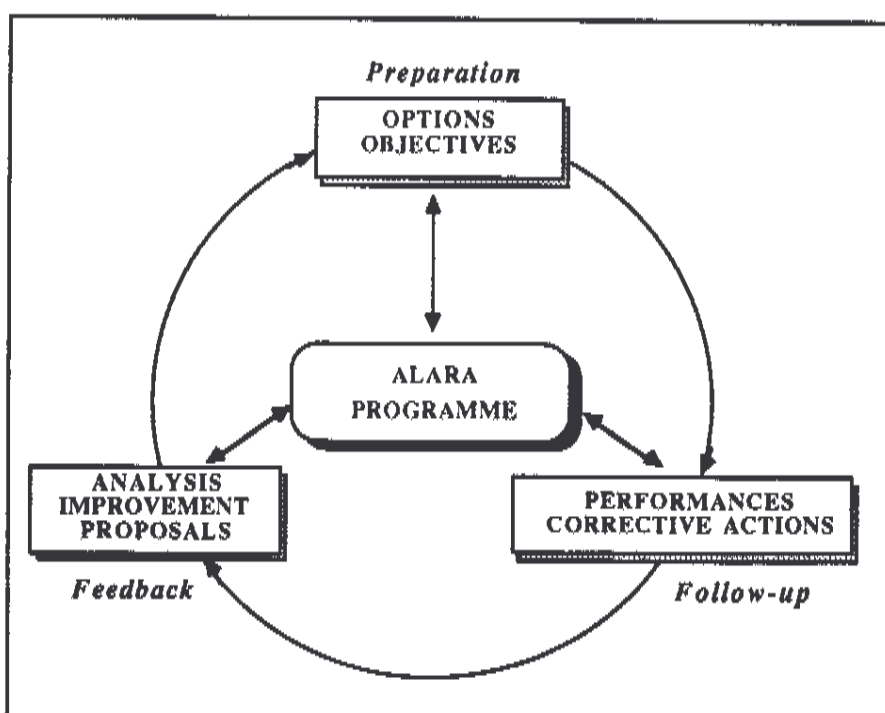 Preparation
OPTIONS
OBJECTIVES
ALARA
PROGRAMME
ANALYSIS
IMPROVEMENT
PROPOSALS
Feedback
PERFORMANCES
CORRECTIVE ACTIONS
Follow-up